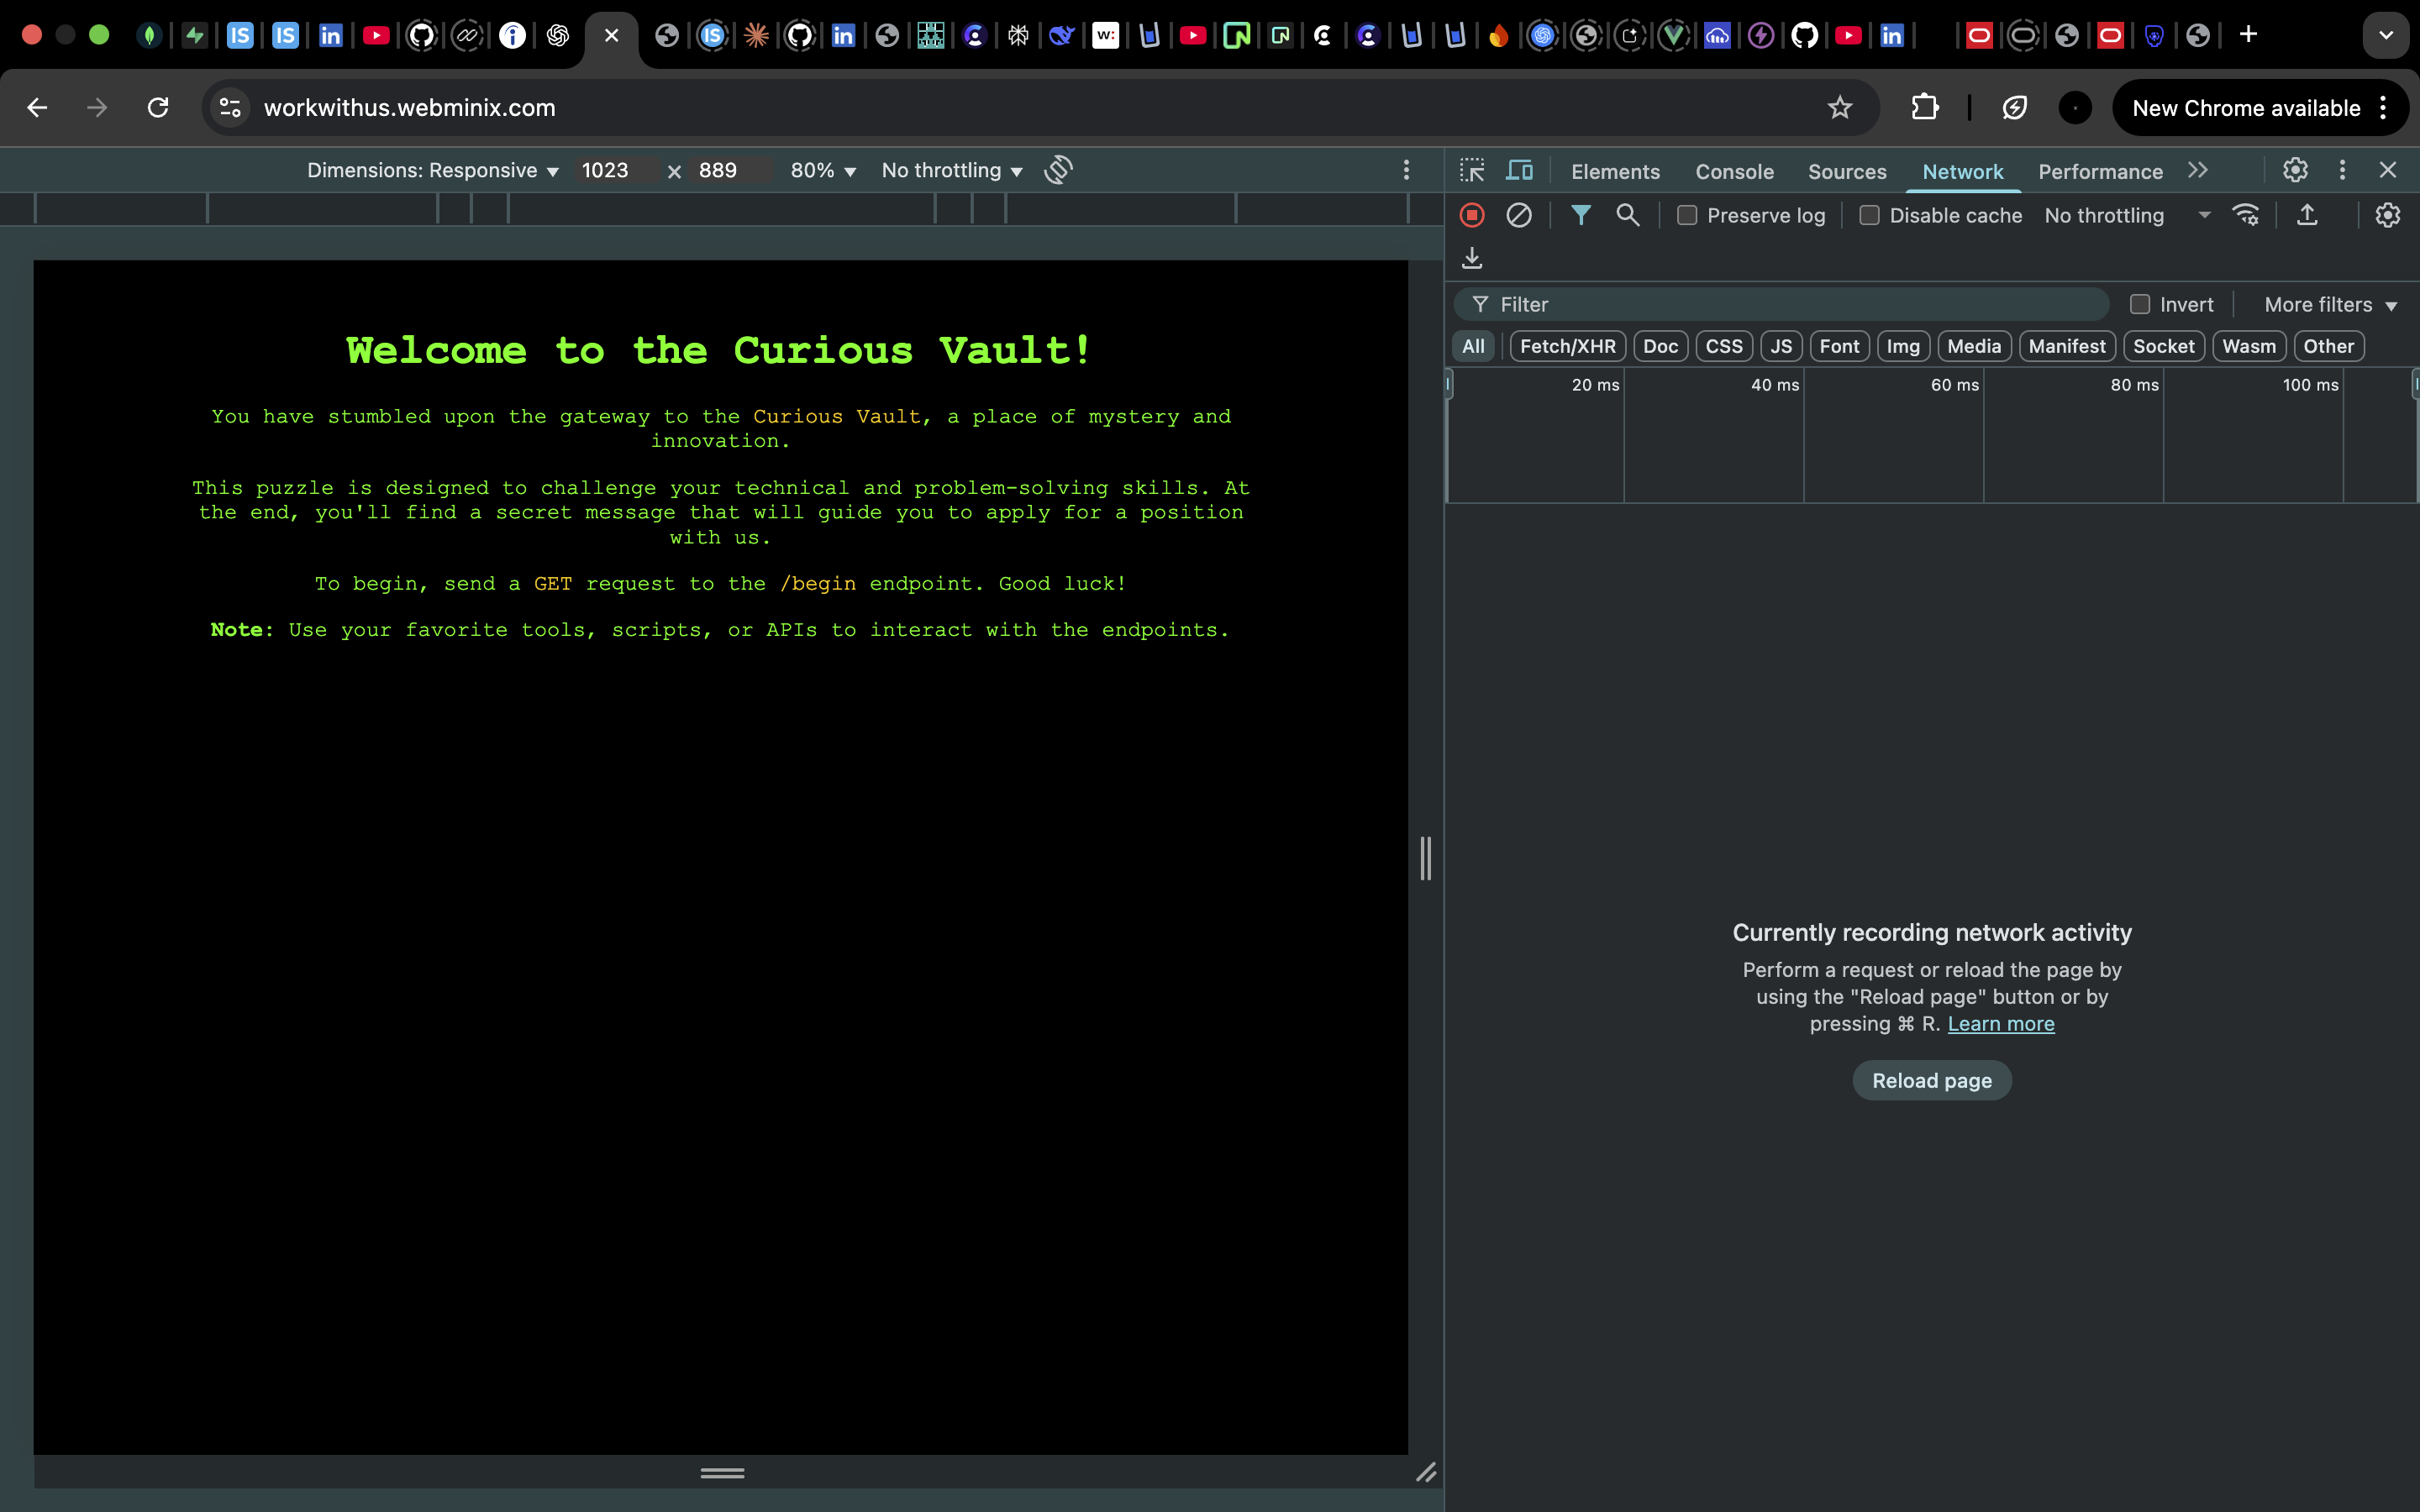 workwithus.webminix.com
New Chrome available
Dimensions: Responsive 1023 x 889 80% No throttling
Welcome to the Curious Vault!
You have stumbled upon the gateway to the Curious Vault, a place of mystery and
innovation.
This puzzle is designed to challenge your technical and problem-solving skills. At
the end, you'll find a secret message that will guide you to apply for a position
with us.
To begin, send a GET request to the /begin endpoint. Good luck!
Note: Use your favorite tools, scripts, or APIs to interact with the endpoints.
Elements Console Sources Network Performance
Preserve log Disable cache No throttling
Filter Invert More filters
All Fetch/XHR Doc CSS JS Font Img Media Manifest Socket Wasm Other
20 ms 40 ms 60 ms 80 ms 100 ms
Currently recording network activity
Perform a request or reload the page by
using the "Reload page" button or by
pressing ⌘ R. Learn more
Reload page